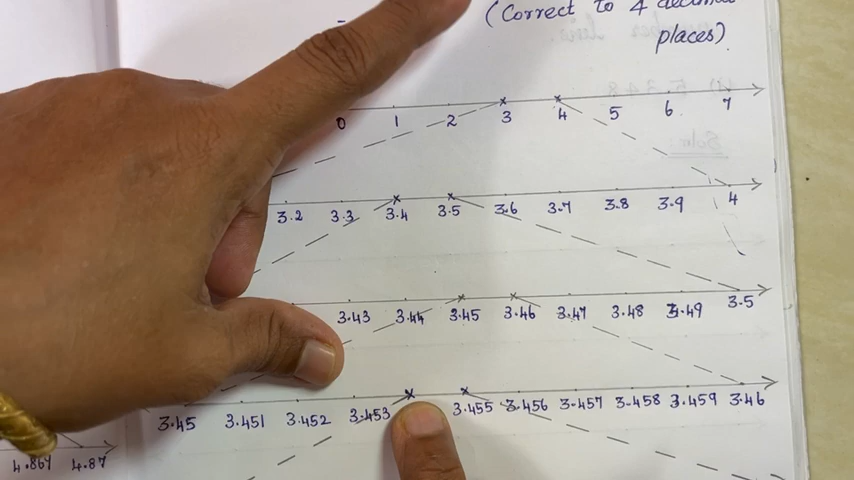 (Correct to 4 decimal
places)
0 1 2 3 4 5 6 7
3.2 3.3 3.4 3.5 3.6 3.7 3.8 3.9 4
3.43 3.44 3.45 3.46 3.47 3.48 3.49 3.5
3.45 3.451 3.452 3.453 3.455 3.456 3.457 3.458 3.459 3.46
4.869 4.87